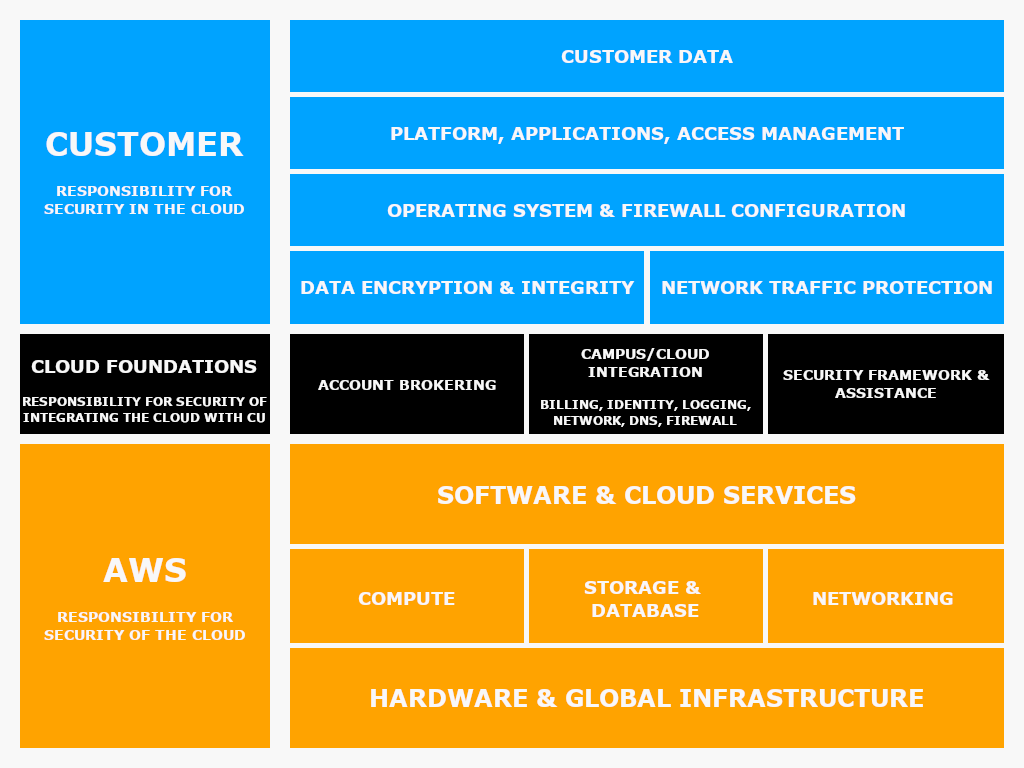 CUSTOMER
RESPONSIBILITY FOR
SECURITY IN THE CLOUD
CUSTOMER DATA
PLATFORM, APPLICATIONS, ACCESS MANAGEMENT
OPERATING SYSTEM & FIREWALL CONFIGURATION
DATA ENCRYPTION & INTEGRITY
NETWORK TRAFFIC PROTECTION
CLOUD FOUNDATIONS
RESPONSIBILITY FOR SECURITY OF
INTEGRATING THE CLOUD WITH CU
ACCOUNT BROKERING
CAMPUS/CLOUD
INTEGRATION
BILLING, IDENTITY, LOGGING,
NETWORK, DNS, FIREWALL
SECURITY FRAMEWORK &
ASSISTANCE
AWS
RESPONSIBILITY FOR
SECURITY OF THE CLOUD
SOFTWARE & CLOUD SERVICES
COMPUTE
STORAGE &
DATABASE
NETWORKING
HARDWARE & GLOBAL INFRASTRUCTURE